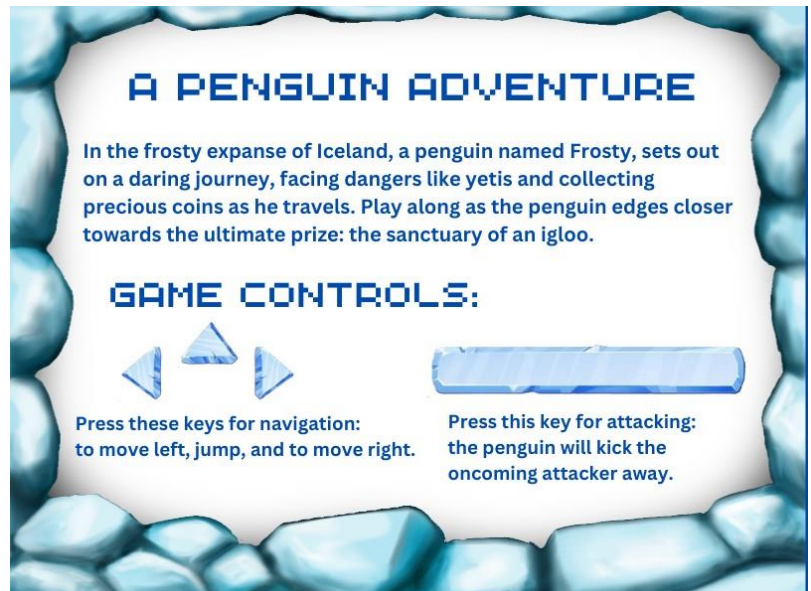 A PENGUIN ADVENTURE
In the frosty expanse of Iceland, a penguin named Frosty, sets out
on a daring journey, facing dangers like yetis and collecting
precious coins as he travels. Play along as the penguin edges closer
towards the ultimate prize: the sanctuary of an igloo.
GAME CONTROLS:
Press these keys for navigation:
to move left, jump, and to move right.
Press this key for attacking:
the penguin will kick the
oncoming attacker away.